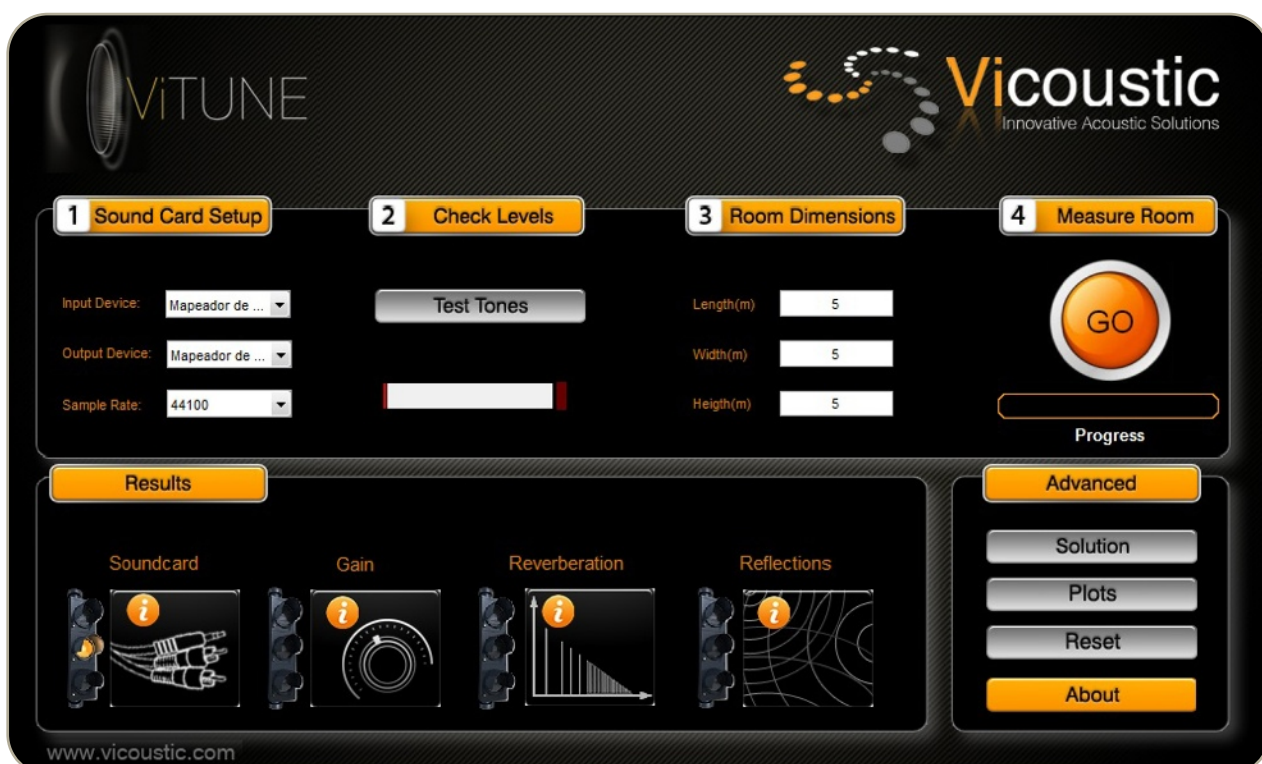 ViTUNE
Vicoustic
Innovative Acoustic Solutions
1 Sound Card Setup
2 Check Levels
3 Room Dimensions
4 Measure Room
Input Device: Mapeador de ...
Output Device: Mapeador de ...
Sample Rate: 44100
Test Tones
Length(m) 5
Width(m) 5
Heigth(m) 5
GO
Progress
Results
Soundcard
i
Gain
i
Reverberation
i
Reflections
i
Advanced
Solution
Plots
Reset
About
www.vicoustic.com